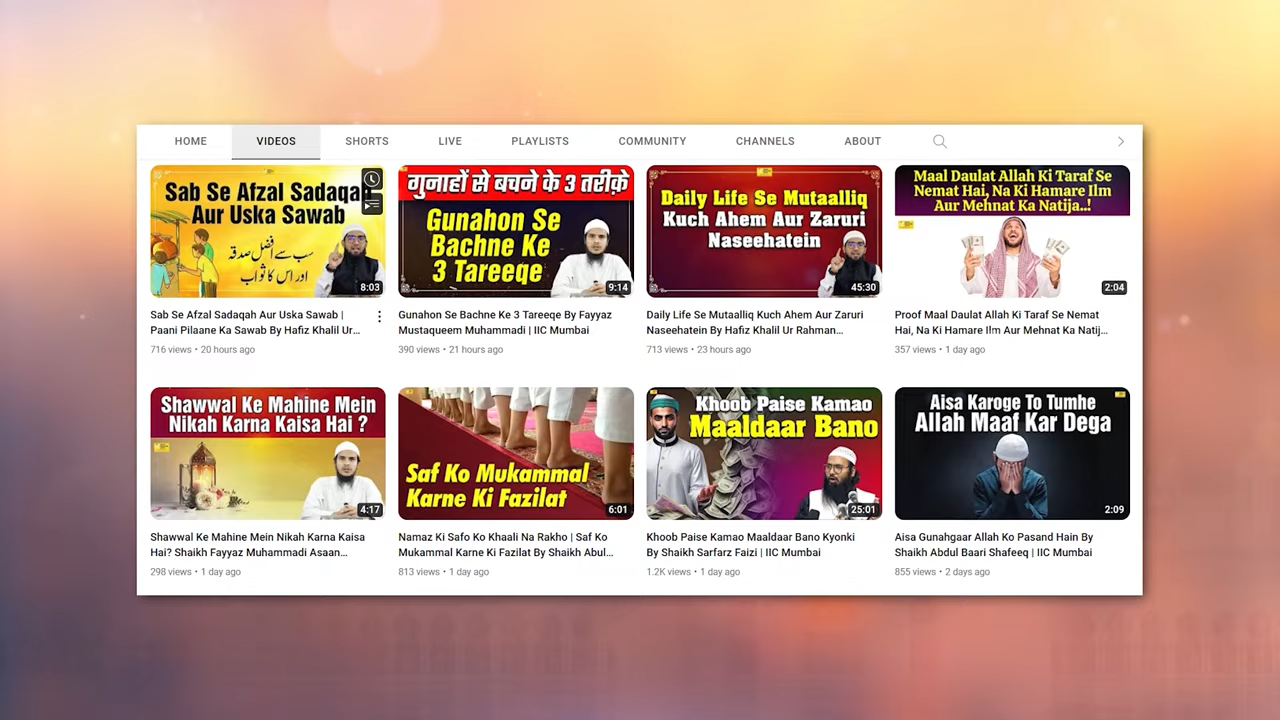 HOME VIDEOS SHORTS LIVE PLAYLISTS COMMUNITY CHANNELS ABOUT
Sab Se Afzal Sadaqah
Aur Uska Sawab
سب سے افضل صدقہ
اور اس کا ثواب
8:03
गुनाहों से बचने के 3 तरीक़े
Gunahon Se
Bachne Ke
3 Tareeqe
9:14
Daily Life Se Mutaalliq
Kuch Ahem Aur Zaruri
Naseehatein
45:30
Maal Daulat Allah Ki Taraf Se
Nemat Hai, Na Ki Hamare Ilm
Aur Mehnat Ka Natija..!
2:04
Sab Se Afzal Sadaqah Aur Uska Sawab |
Paani Pilaane Ka Sawab By Hafiz Khalil Ur...
716 views • 20 hours ago
Gunahon Se Bachne Ke 3 Tareeqe By Fayyaz
Mustaqueem Muhammadi | IIC Mumbai
390 views • 21 hours ago
Daily Life Se Mutaalliq Kuch Ahem Aur Zaruri
Naseehatein By Hafiz Khalil Ur Rahman...
713 views • 23 hours ago
Proof Maal Daulat Allah Ki Taraf Se Nemat
Hai, Na Ki Hamare Ilm Aur Mehnat Ka Natij...
357 views • 1 day ago
Shawwal Ke Mahine Mein
Nikah Karna Kaisa Hai ?
4:17
Saf Ko Mukammal
Karne Ki Fazilat
6:01
Khoob Paise Kamao
Maaldaar Bano
25:01
Aisa Karoge To Tumhe
Allah Maaf Kar Dega
2:09
Shawwal Ke Mahine Mein Nikah Karna Kaisa
Hai? Shaikh Fayyaz Muhammadi Asaan...
298 views • 1 day ago
Namaz Ki Safo Ko Khaali Na Rakho | Saf Ko
Mukammal Karne Ki Fazilat By Shaikh Abul...
813 views • 1 day ago
Khoob Paise Kamao Maaldaar Bano Kyonki
By Shaikh Sarfarz Faizi | IIC Mumbai
1.2K views • 1 day ago
Aisa Gunahgaar Allah Ko Pasand Hain By
Shaikh Abdul Baari Shafeeq | IIC Mumbai
855 views • 2 days ago